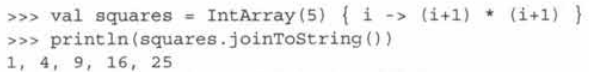 >>> val squares = IntArray(5) { i -> (i+1) * (i+1) }
>>> println(squares.joinToString())
1, 4, 9, 16, 25